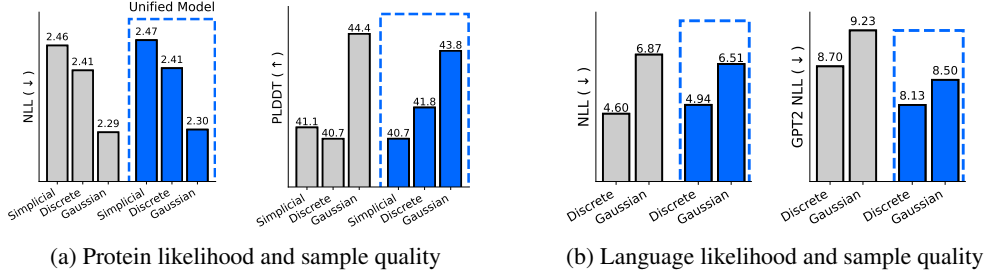 Unified Model
NLL (↓)
2.46
2.41
2.29
2.47
2.41
2.30
Simplicial
Discrete
Gaussian
Simplicial
Discrete
Gaussian
PLDDT (↑)
41.1
40.7
44.4
40.7
41.8
43.8
Simplicial
Discrete
Gaussian
Simplicial
Discrete
Gaussian
(a) Protein likelihood and sample quality
NLL (↓)
4.60
6.87
4.94
6.51
Discrete
Gaussian
Discrete
Gaussian
GPT2 NLL (↓)
8.70
9.23
8.13
8.50
Discrete
Gaussian
Discrete
Gaussian
(b) Language likelihood and sample quality